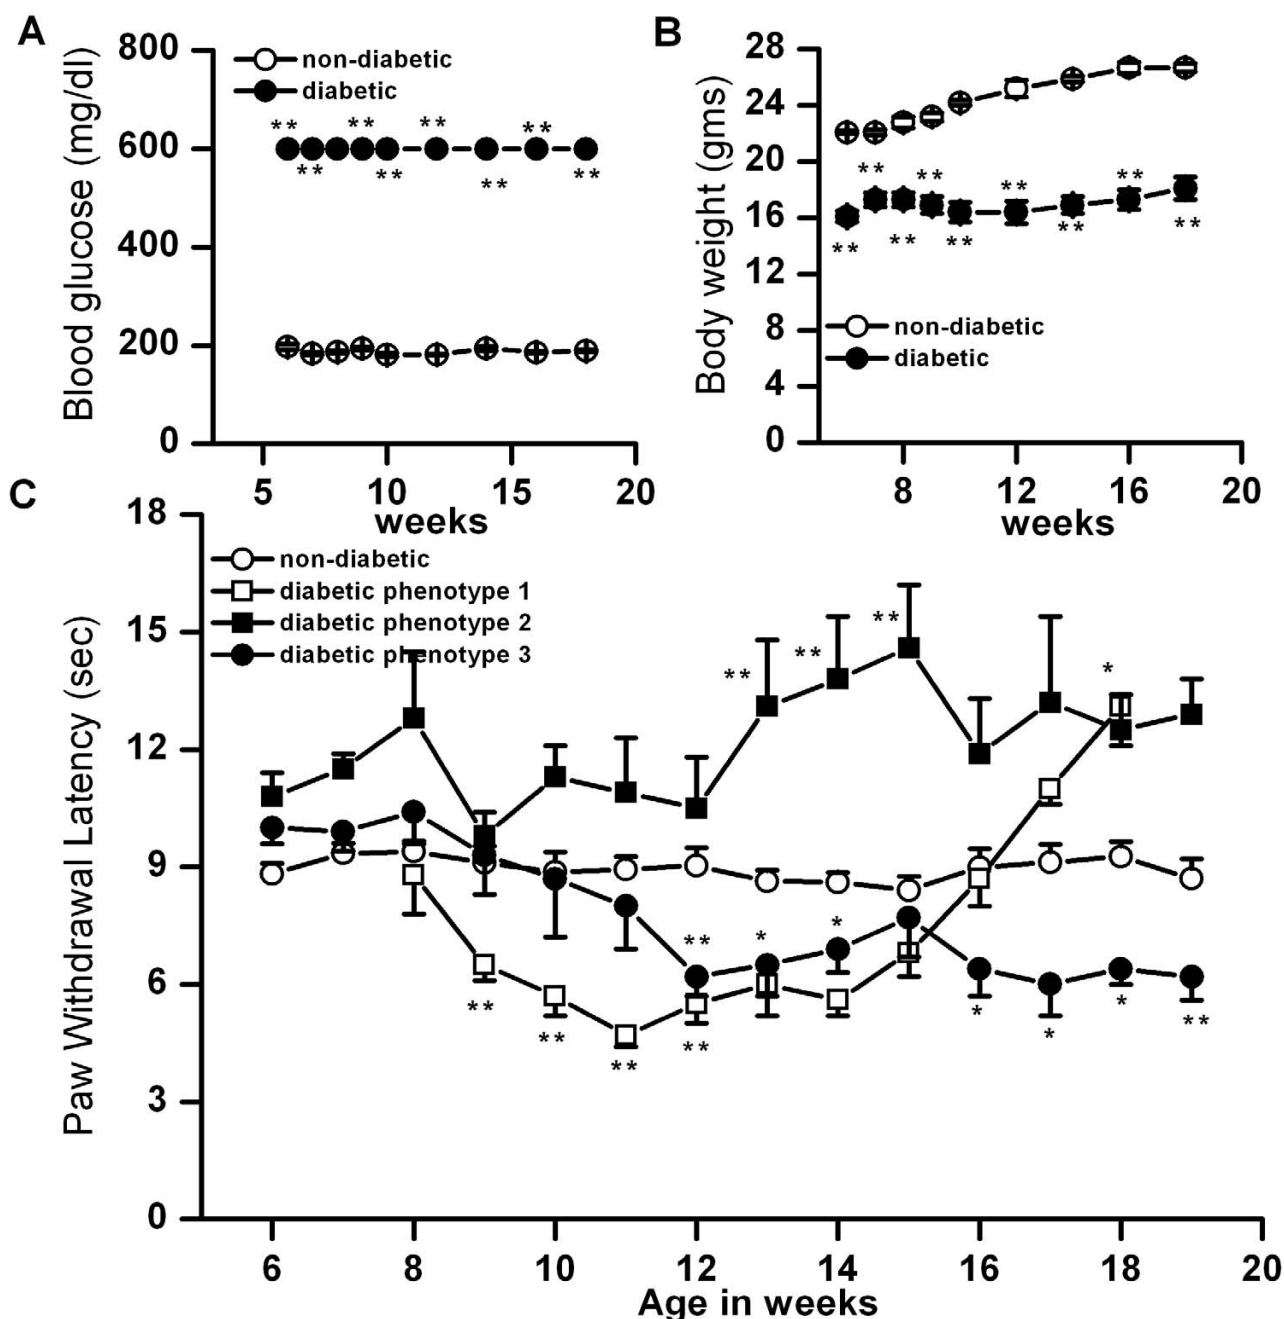 A
Blood glucose (mg/dl)
800
600
400
200
0
non-diabetic
diabetic
** ** ** **
** ** ** **
5 10 15 20
weeks
B
Body weight (gms)
28
24
20
16
12
8
4
0
** ** ** **
** ** ** ** **
non-diabetic
diabetic
8 12 16 20
weeks
C
Paw Withdrawal Latency (sec)
18
15
12
9
6
3
0
non-diabetic
diabetic phenotype 1
diabetic phenotype 2
diabetic phenotype 3
** ** ** *
** * *
** ** ** ** * * * **
6 8 10 12 14 16 18 20
Age in weeks